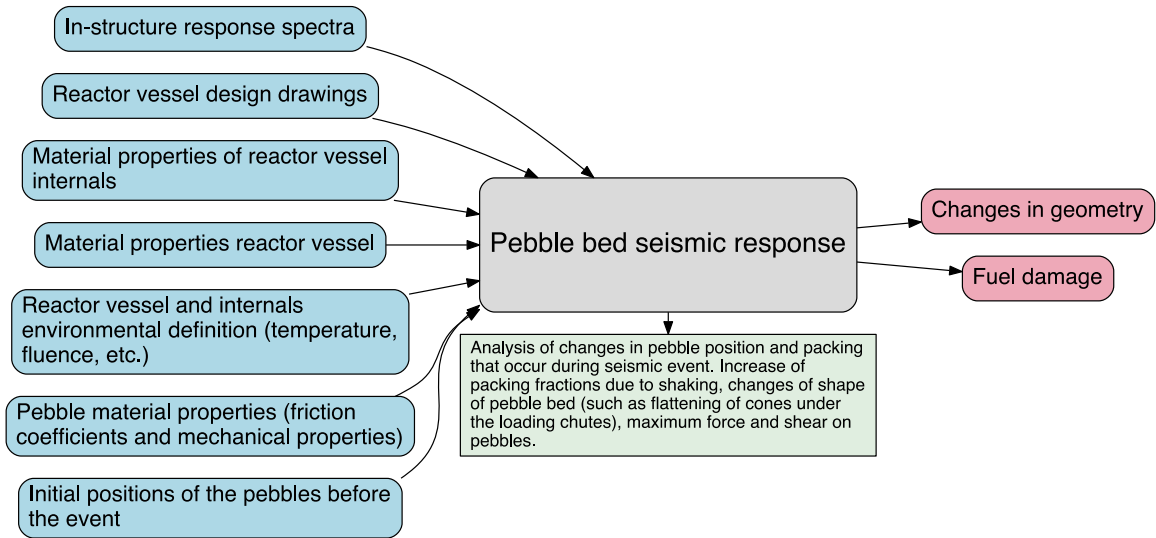 In-structure response spectra
Reactor vessel design drawings
Material properties of reactor vessel
internals
Material properties reactor vessel
Reactor vessel and internals
environmental definition (temperature,
fluence, etc.)
Pebble material properties (friction
coefficients and mechanical properties)
Initial positions of the pebbles before
the event
Pebble bed seismic response
Analysis of changes in pebble position and packing
that occur during seismic event. Increase of
packing fractions due to shaking, changes of shape
of pebble bed (such as flattening of cones under
the loading chutes), maximum force and shear on
pebbles.
Changes in geometry
Fuel damage